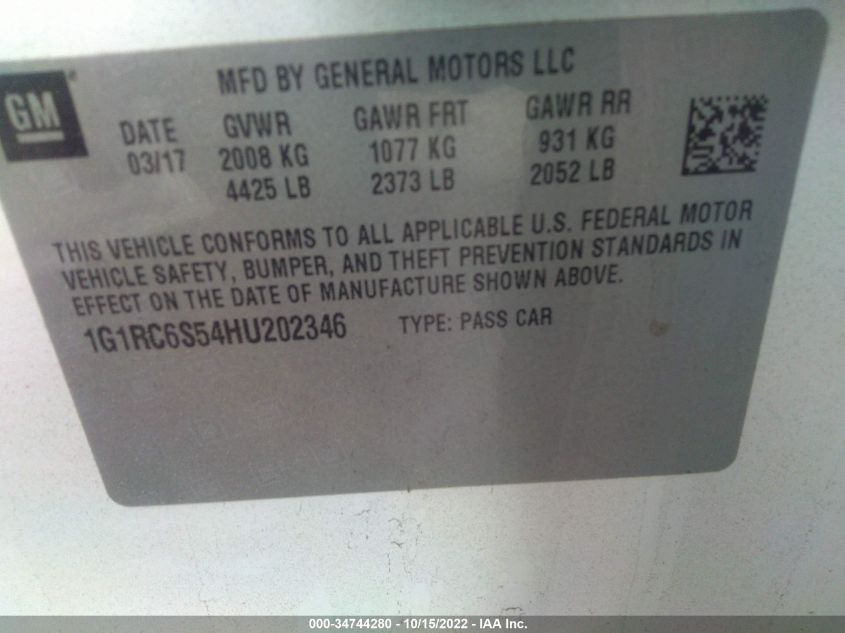 GM
MFD BY GENERAL MOTORS LLC
DATE GVWR GAWR FRT GAWR RR
03/17 2008 KG 1077 KG 931 KG
4425 LB 2373 LB 2052 LB
THIS VEHICLE CONFORMS TO ALL APPLICABLE U.S. FEDERAL MOTOR
VEHICLE SAFETY, BUMPER, AND THEFT PREVENTION STANDARDS IN
EFFECT ON THE DATE OF MANUFACTURE SHOWN ABOVE.
1G1RC6S54HU202346 TYPE: PASS CAR
000-34744280 - 10/15/2022 - IAA Inc.